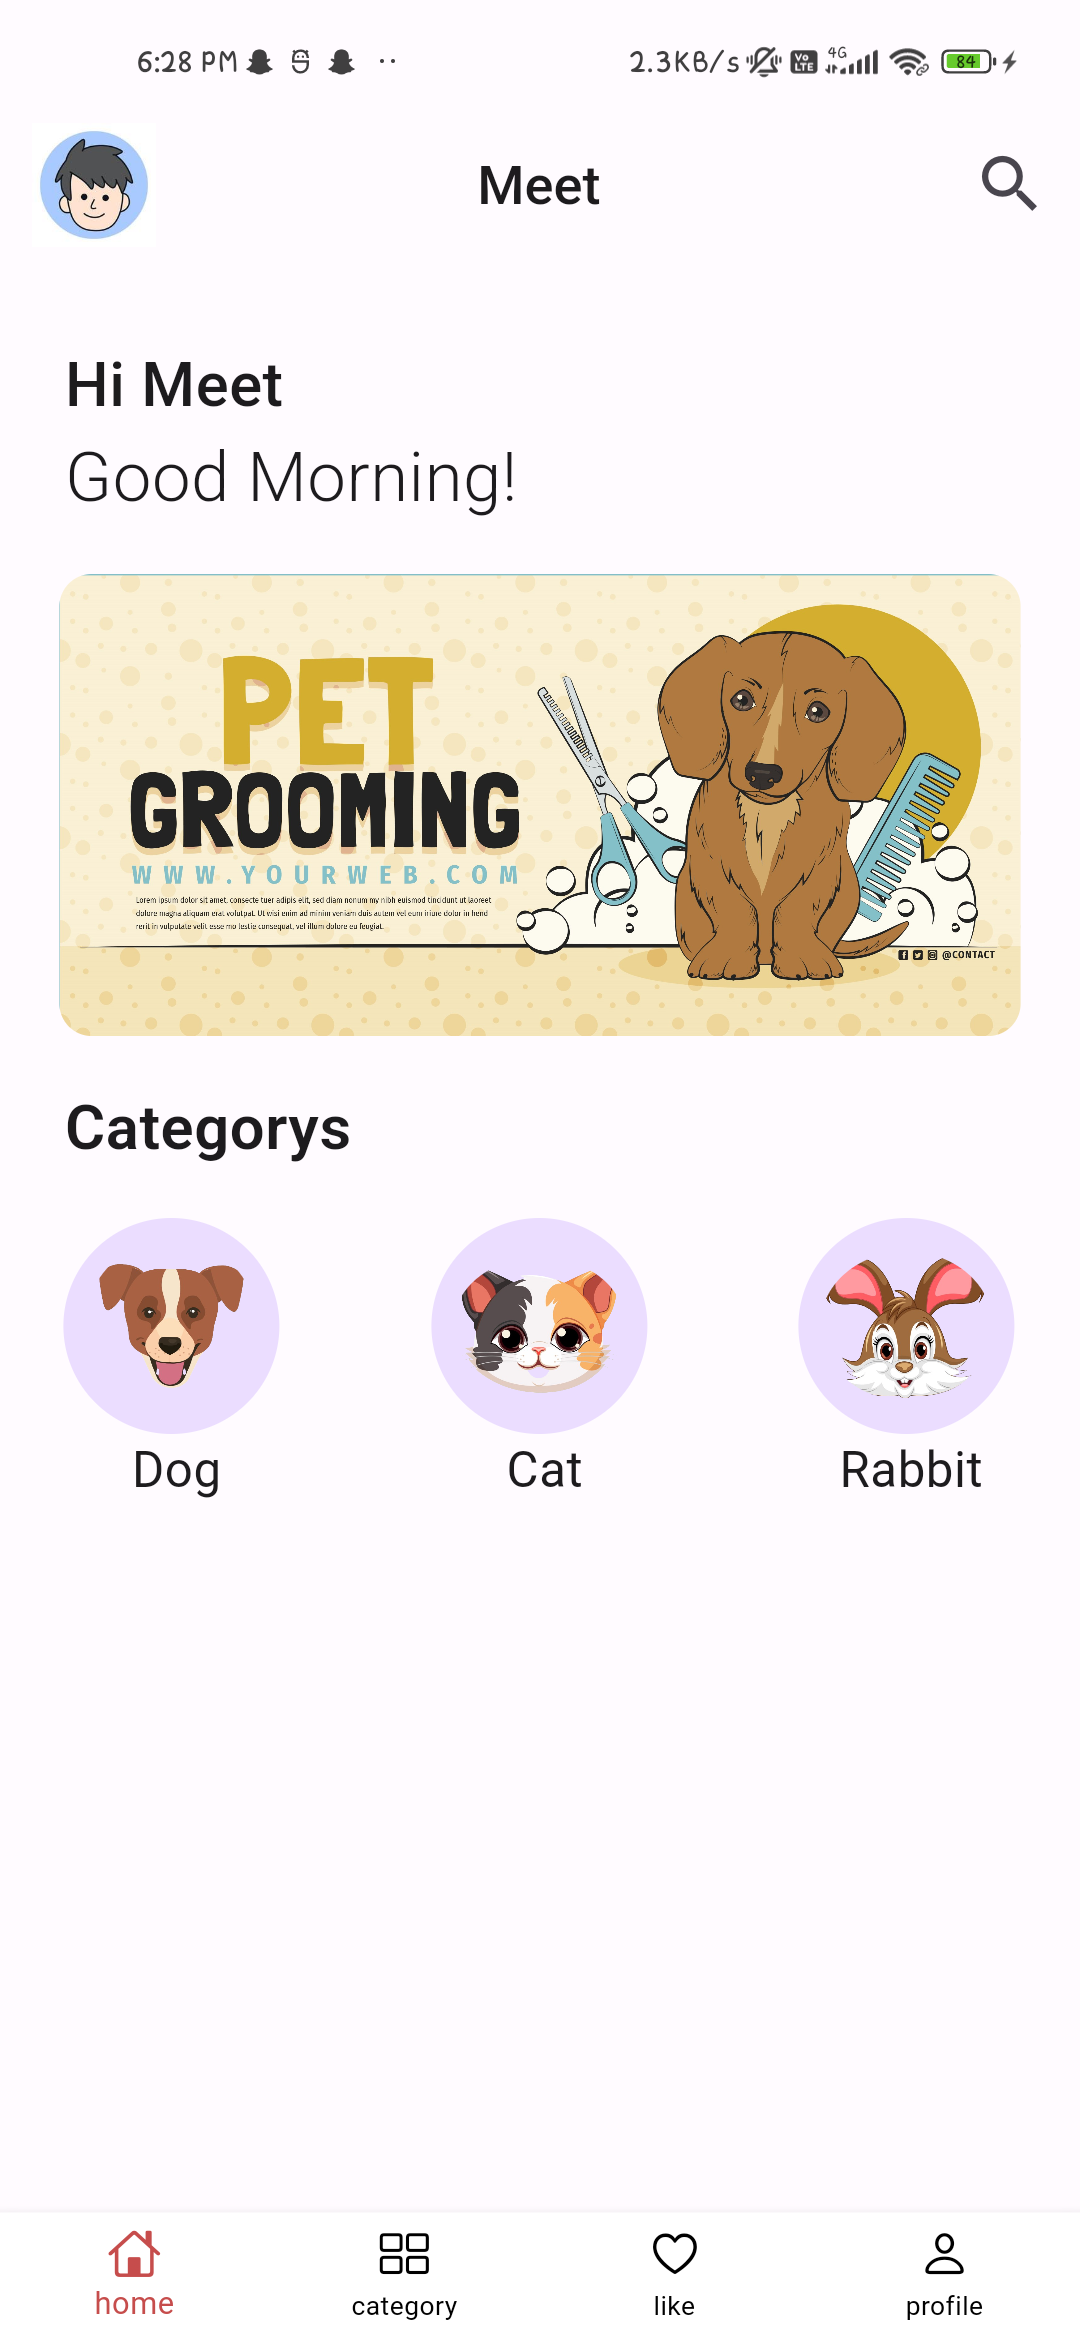 6:28 PM
2.3KB/s
Vo LTE
4G
84
Meet
Hi Meet
Good Morning!
PET
GROOMING
WWW.YOURWEB.COM
Lorem ipsum dolor sit amet, consecte tuer adipis elit, sed diam nonum my nibh euismod tincidunt ut laoreet
dolore magna aliquam erat volutpat. Ut wisi enim ad minim veniam duis autem vel eum iriure dolor in hend
rerit in vulputate velit esse mo lestie consequat, vel illum dolore eu feugiat.
@CONTACT
Categorys
Dog
Cat
Rabbit
home
category
like
profile